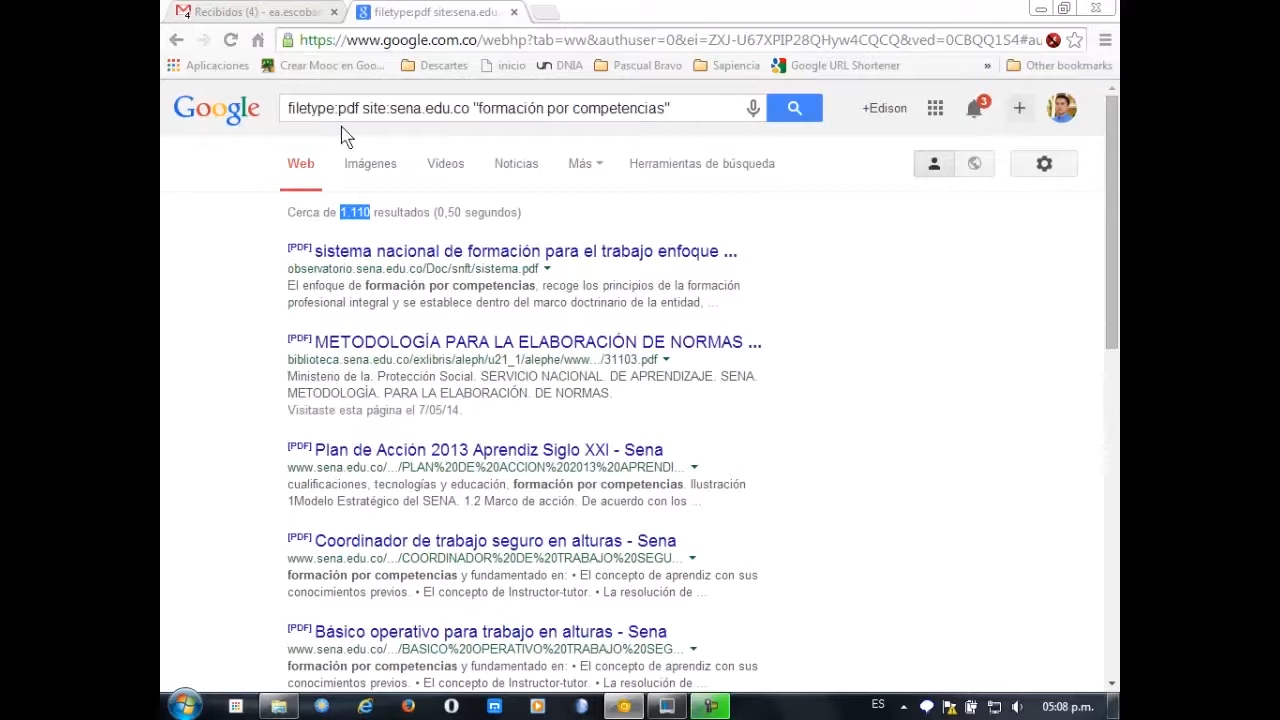 Recibidos (4) - ea.escobar
filetype:pdf site:sena.edu.
https://www.google.com.co/webhp?tab=ww&authuser=0&ei=ZXJ-U67XPIP28QHyw4CQCQ&ved=0CBQQ1S4#au
Aplicaciones Crear Mooc en Goo... Descartes inicio DNIA Pascual Bravo Sapiencia Google URL Shortener » Other bookmarks
Google filetype:pdf site:sena.edu.co "formación por competencias" +Edison 3
Web Imágenes Vídeos Noticias Más Herramientas de búsqueda
Cerca de 1.110 resultados (0,50 segundos)
[PDF] sistema nacional de formación para el trabajo enfoque ...
observatorio.sena.edu.co/Doc/snft/sistema.pdf
El enfoque de formación por competencias, recoge los principios de la formación
profesional integral y se establece dentro del marco doctrinario de la entidad, ...
[PDF] METODOLOGÍA PARA LA ELABORACIÓN DE NORMAS ...
biblioteca.sena.edu.co/exlibris/aleph/u21_1/alephe/www.../31103.pdf
Ministerio de la. Protección Social. SERVICIO NACIONAL. DE APRENDIZAJE. SENA.
METODOLOGÍA. PARA LA ELABORACIÓN. DE NORMAS.
Visitaste esta página el 7/05/14.
[PDF] Plan de Acción 2013 Aprendiz Siglo XXI - Sena
www.sena.edu.co/.../PLAN%20DE%20ACCION%202013%20APRENDI...
cualificaciones, tecnologías y educación, formación por competencias. Ilustración
1Modelo Estratégico del SENA. 1.2 Marco de acción. De acuerdo con los ...
[PDF] Coordinador de trabajo seguro en alturas - Sena
www.sena.edu.co/.../COORDINADOR%20DE%20TRABAJO%20SEGU...
formación por competencias y fundamentado en: • El concepto de aprendiz con sus
conocimientos previos. • El concepto de Instructor-tutor. • La resolución de ...
[PDF] Básico operativo para trabajo en alturas - Sena
www.sena.edu.co/.../BASICO%20OPERATIVO%20TRABAJO%20SEG...
formación por competencias y fundamentado en: • El concepto de aprendiz con sus
conocimientos previos. • El concepto de Instructor-tutor. • La resolución de ...
ES 05:08 p.m.